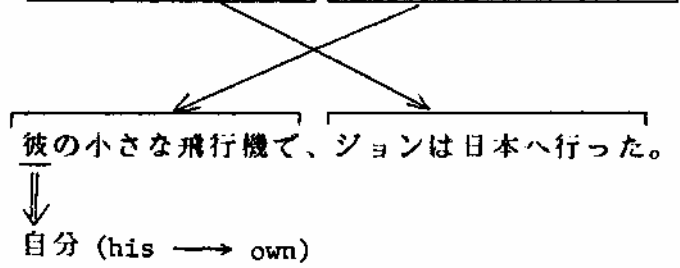 彼の小さな飛行機で、ジョンは日本へ行った。
自分 (his → own)